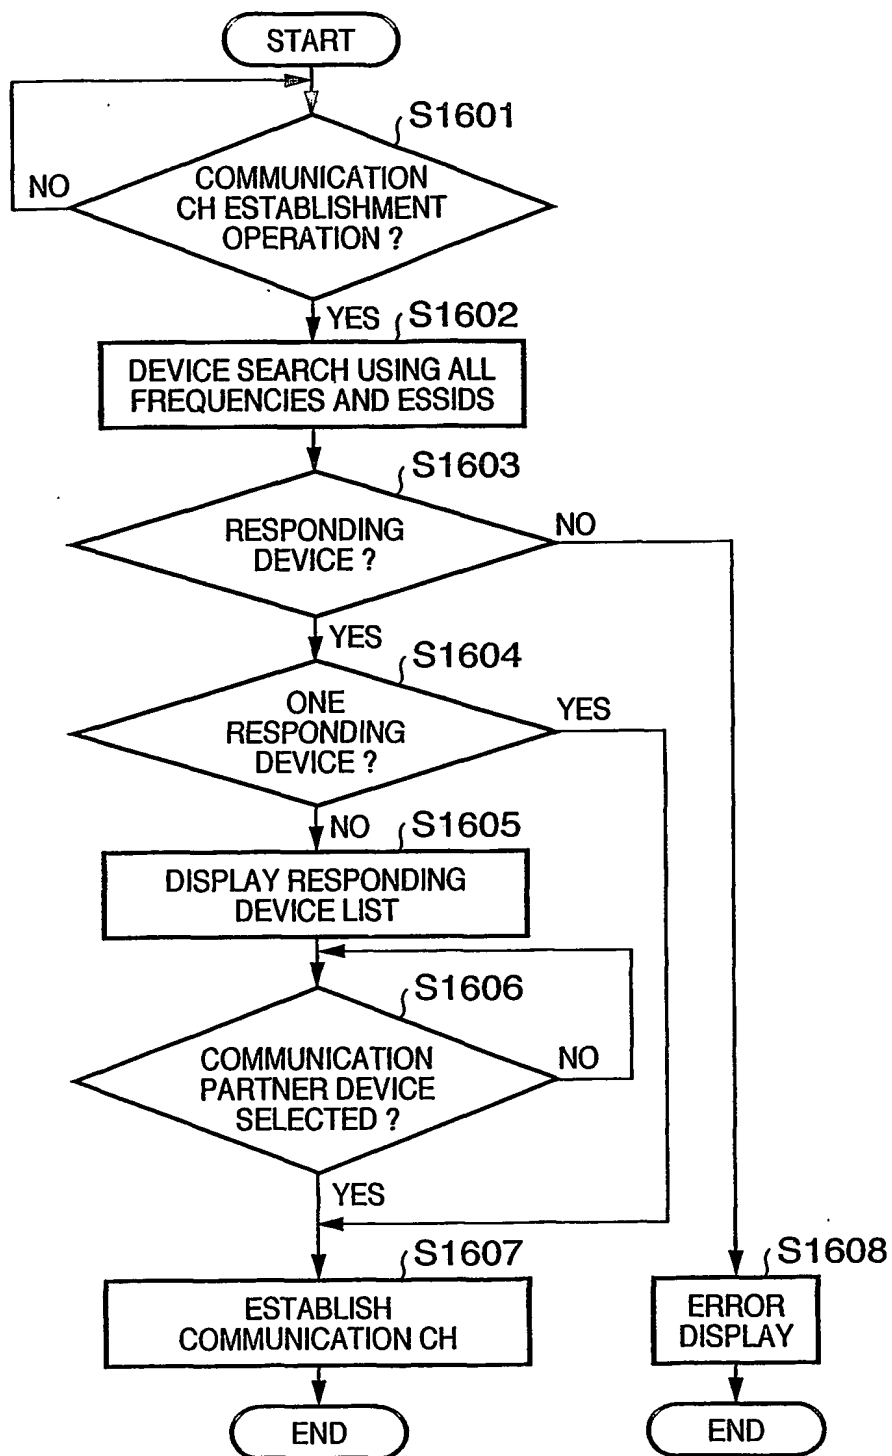 START
S1601
COMMUNICATION
CH ESTABLISHMENT
OPERATION ?
NO
YES
S1602
DEVICE SEARCH USING ALL
FREQUENCIES AND ESSIDS
S1603
RESPONDING
DEVICE ?
NO
YES
S1604
ONE
RESPONDING
DEVICE ?
YES
NO
S1605
DISPLAY RESPONDING
DEVICE LIST
S1606
COMMUNICATION
PARTNER DEVICE
SELECTED ?
NO
YES
S1607
ESTABLISH
COMMUNICATION CH
S1608
ERROR
DISPLAY
END
END